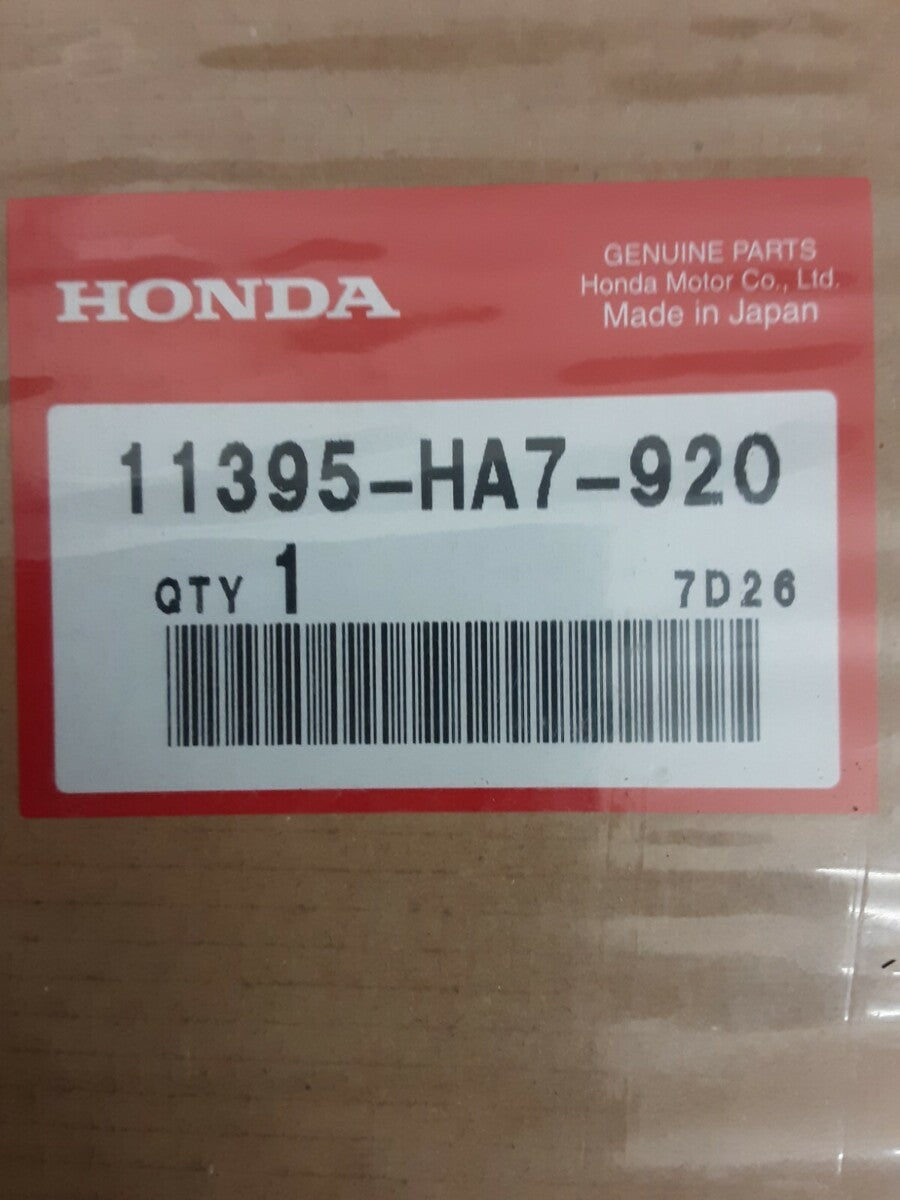 HONDA
GENUINE PARTS
Honda Motor Co., Ltd.
Made in Japan
11395-HA7-920
QTY 1
7D26